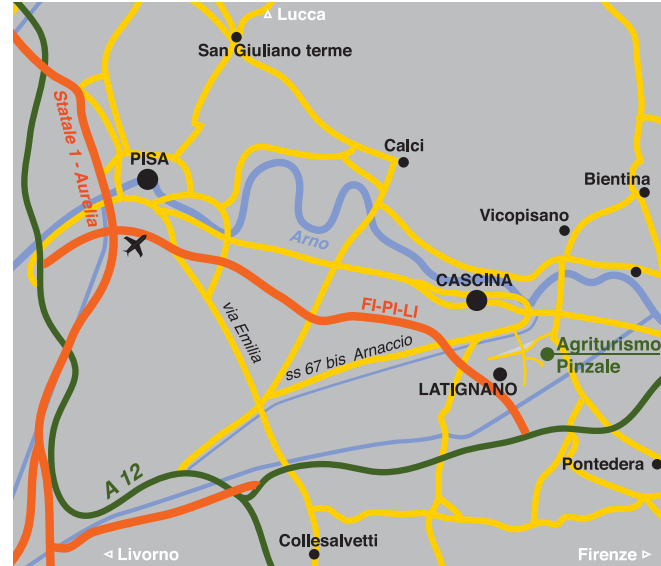 Lucca
San Giuliano terme
Statale 1 - Aurelia
PISA
Calci
Bientina
Vicopisano
Arno
CASCINA
FI-PI-LI
via Emilia
ss 67 bis Arnaccio
Agriturismo
Pinzale
LATIGNANO
A 12
Pontedera
Collesalvetti
Livorno
Firenze